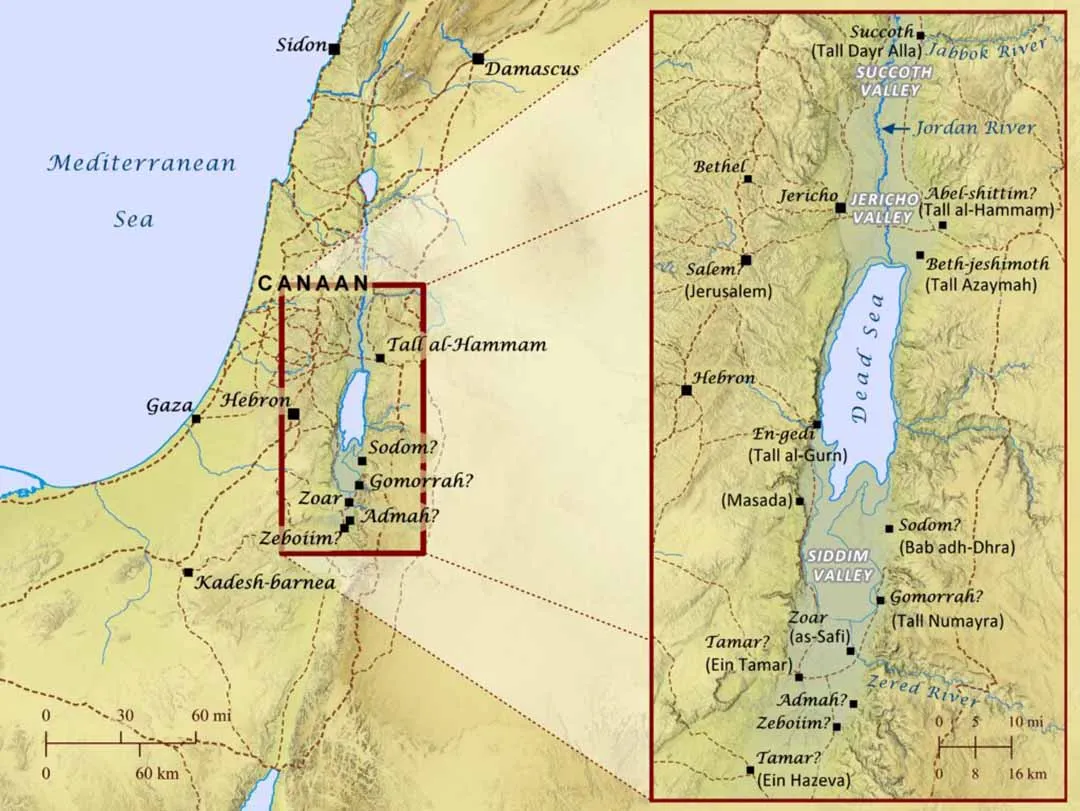 Sidon
Damascus
Mediterranean
Sea
CANAAN
Tall al-Hammam
Hebron
Gaza
Sodom?
Gomorrah?
Zoar
Admah?
Zeboiim?
Kadesh-barnea
0 30 60 mi
0 60 km
Succoth
(Tall Dayr Alla)
Jabbok River
SUCCOTH
VALLEY
Jordan River
Bethel
Jericho
JERICHO
VALLEY
Abel-shittim?
(Tall al-Hammam)
Beth-jeshimoth
(Tall Azaymah)
Salem?
(Jerusalem)
Dead Sea
Hebron
En-gedi
(Tall al-Gurn)
(Masada)
Sodom?
(Bab adh-Dhra)
SIDDIM
VALLEY
Gomorrah?
(Tall Numayra)
Zoar
(as-Safi)
Tamar?
(Ein Tamar)
Zered River
Admah?
Zeboiim?
Tamar?
(Ein Hazeva)
0 5 10 mi
0 8 16 km